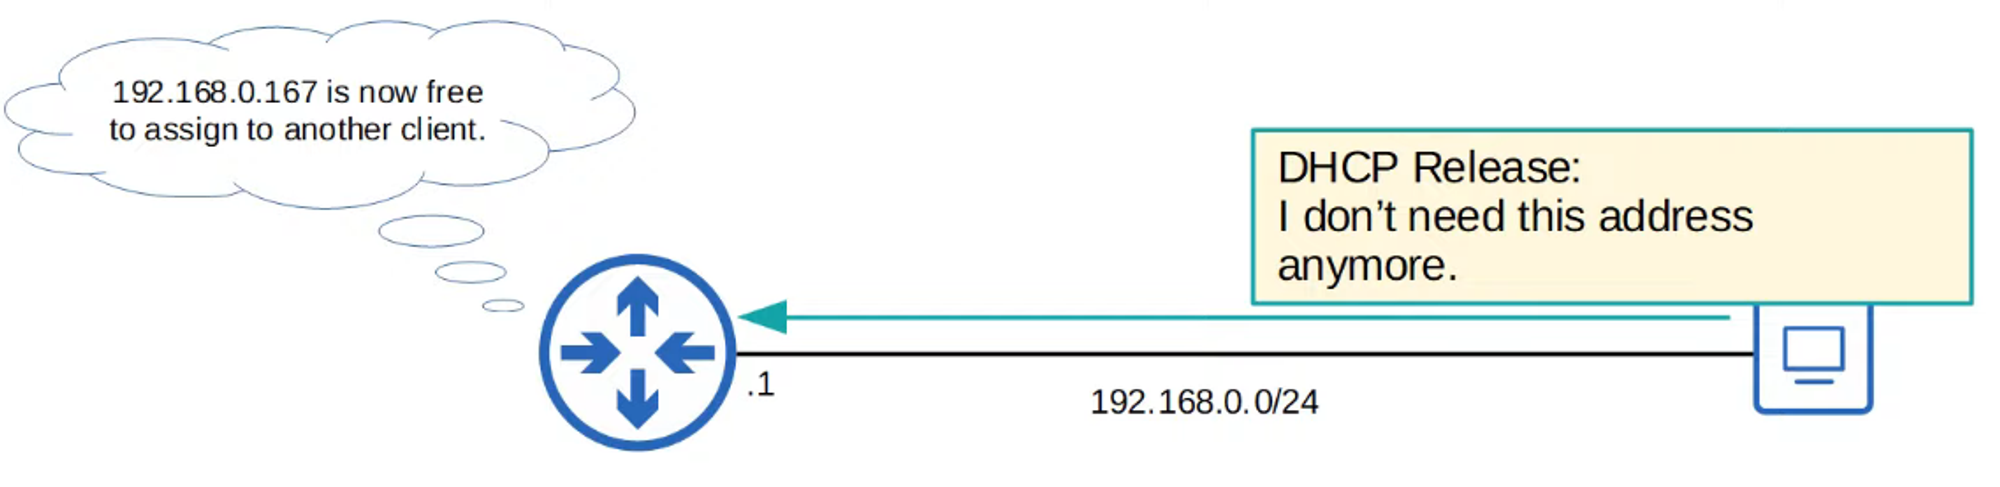 192.168.0.167 is now free
to assign to another client.
DHCP Release:
I don’t need this address
anymore.
.1
192.168.0.0/24